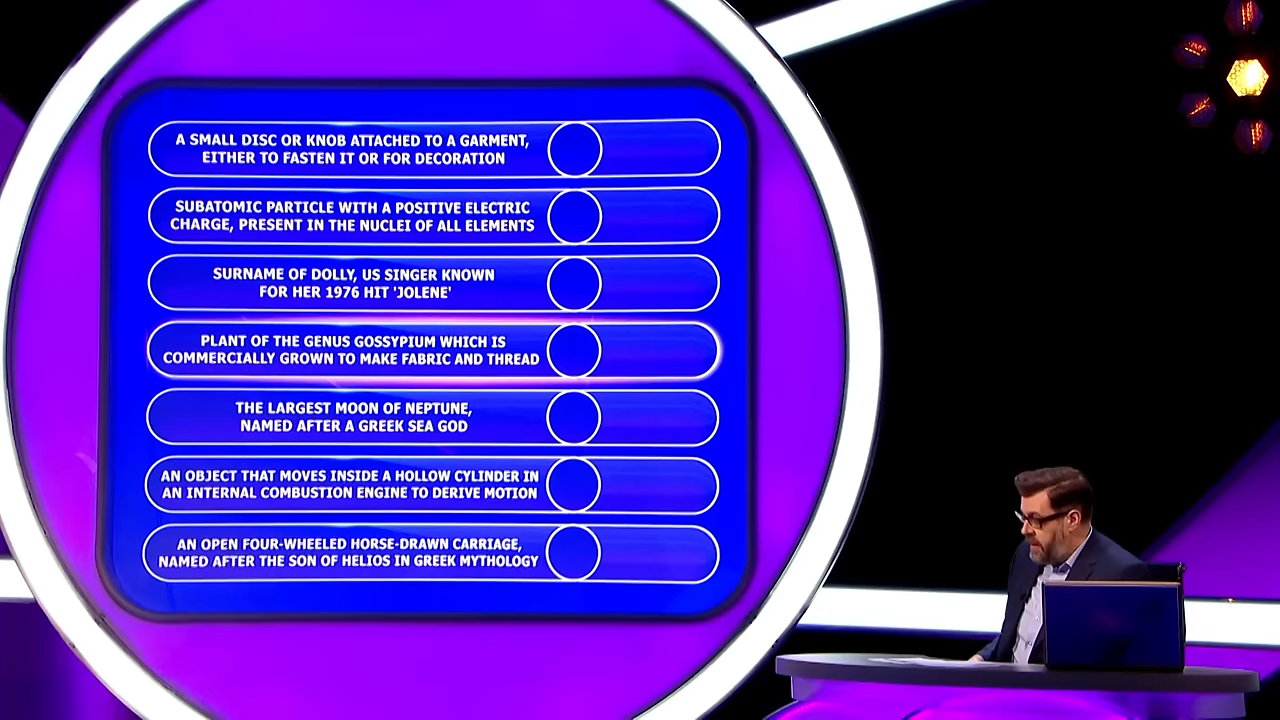 A SMALL DISC OR KNOB ATTACHED TO A GARMENT,
EITHER TO FASTEN IT OR FOR DECORATION
SUBATOMIC PARTICLE WITH A POSITIVE ELECTRIC
CHARGE, PRESENT IN THE NUCLEI OF ALL ELEMENTS
SURNAME OF DOLLY, US SINGER KNOWN
FOR HER 1976 HIT 'JOLENE'
PLANT OF THE GENUS GOSSYPIUM WHICH IS
COMMERCIALLY GROWN TO MAKE FABRIC AND THREAD
THE LARGEST MOON OF NEPTUNE,
NAMED AFTER A GREEK SEA GOD
AN OBJECT THAT MOVES INSIDE A HOLLOW CYLINDER IN
AN INTERNAL COMBUSTION ENGINE TO DERIVE MOTION
AN OPEN FOUR-WHEELED HORSE-DRAWN CARRIAGE,
NAMED AFTER THE SON OF HELIOS IN GREEK MYTHOLOGY